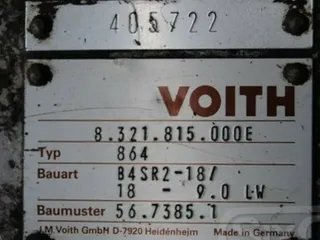 405722
VOITH
8.321.815.000E
Typ 864
Bauart B4SR2-18/
18 - 9.0 LW
Baumuster 56.7385.1
J.M.Voith GmbH D-7920 Heidenheim Made in Germany